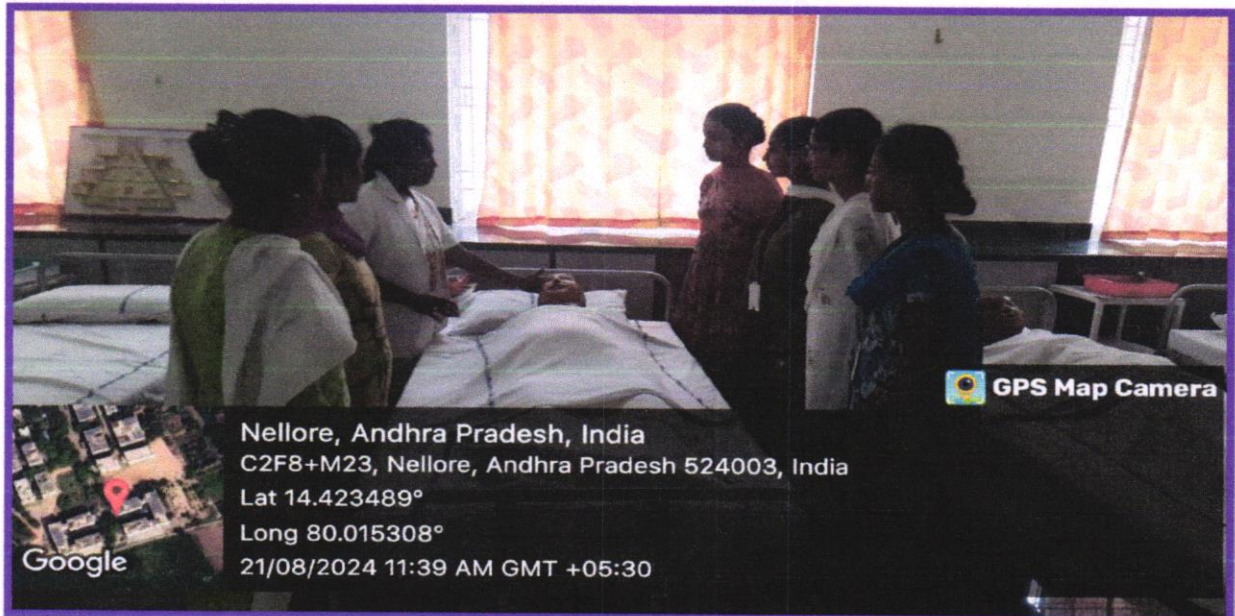 GPS Map Camera
Nellore, Andhra Pradesh, India
C2F8+M23, Nellore, Andhra Pradesh 524003, India
Lat 14.423489°
Long 80.015308°
21/08/2024 11:39 AM GMT +05:30
Google